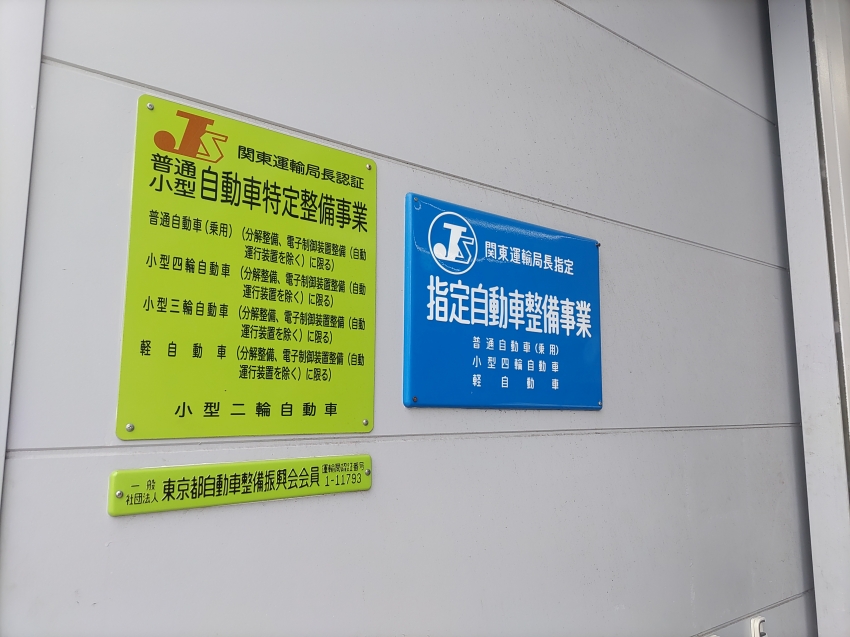 JS
関東運輸局長認証
普通
小型 自動車特定整備事業
普通自動車(乗用) (分解整備、電子制御装置整備(自動
運行装置を除く)に限る)
小型四輪自動車 (分解整備、電子制御装置整備(自動
運行装置を除く)に限る)
小型三輪自動車 (分解整備、電子制御装置整備(自動
運行装置を除く)に限る)
軽自動車 (分解整備、電子制御装置整備(自動
運行装置を除く)に限る)
小型二輪自動車
一般
社団法人 東京都自動車整備振興会会員
運輸局認証番号
1-11793
JS
関東運輸局長指定
指定自動車整備事業
普通自動車(乗用)
小型四輪自動車
軽自動車